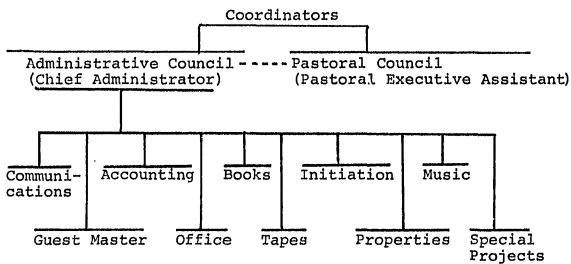 Coordinators
Administrative Council ----- Pastoral Council
(Chief Administrator) (Pastoral Executive Assistant)
Communi- Accounting Books Initiation Music
cations
Guest Master Office Tapes Properties Special
Projects